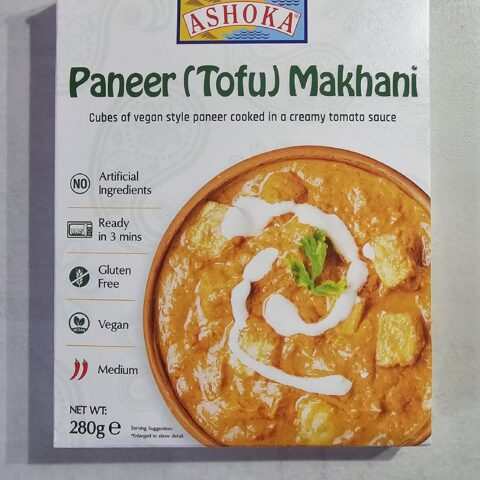 ASHOKA
Paneer (Tofu) Makhani
Cubes of vegan style paneer cooked in a creamy tomato sauce
NO
Artificial
Ingredients
Ready
in 3 mins
Gluten
Free
VEGAN
Vegan
Medium
NET WT:
280g e
Serving Suggestion.
*Enlarged to show detail.